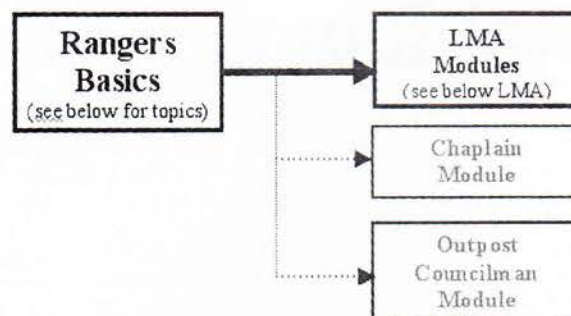 Rangers
Basics
(see below for topics)
LMA
Modules
(see below LMA)
Chaplain
Module
Outpost
Councilman
Module